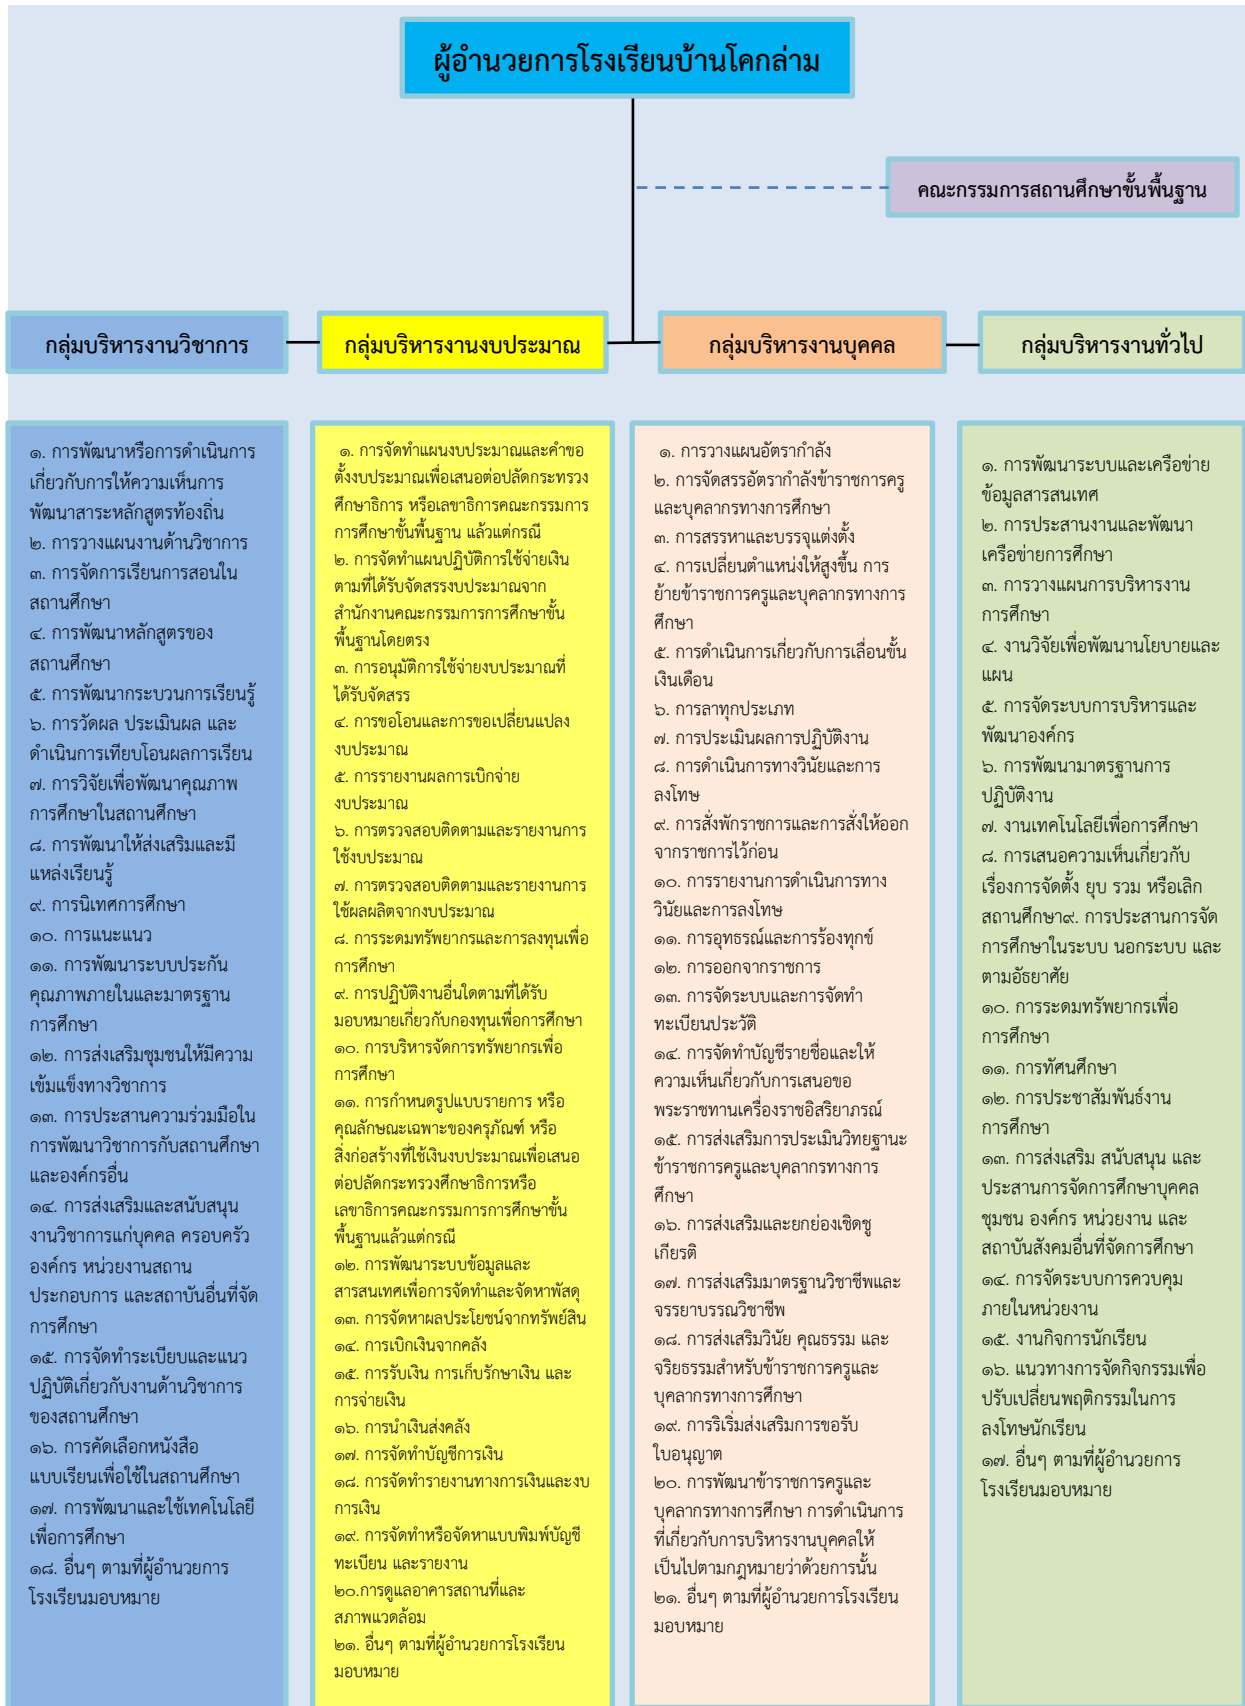 ผู้อำนวยการโรงเรียนบ้านโคกล่าม
คณะกรรมการสถานศึกษาขั้นพื้นฐาน
กลุ่มบริหารงานวิชาการ
กลุ่มบริหารงานงบประมาณ
กลุ่มบริหารงานบุคคล
กลุ่มบริหารงานทั่วไป
๑. การพัฒนาหรือการดำเนินการ
เกี่ยวกับการให้ความเห็นการ
พัฒนาสาระหลักสูตรท้องถิ่น
๒. การวางแผนงานด้านวิชาการ
๓. การจัดการเรียนการสอนใน
สถานศึกษา
๔. การพัฒนาหลักสูตรของ
สถานศึกษา
๕. การพัฒนากระบวนการเรียนรู้
๖. การวัดผล ประเมินผล และ
ดำเนินการเทียบโอนผลการเรียน
๗. การวิจัยเพื่อพัฒนาคุณภาพ
การศึกษาในสถานศึกษา
๘. การพัฒนาให้ส่งเสริมและมี
แหล่งเรียนรู้
๙. การนิเทศการศึกษา
๑๐. การแนะแนว
๑๑. การพัฒนาระบบประกัน
คุณภาพภายในและมาตรฐาน
การศึกษา
๑๒. การส่งเสริมชุมชนให้มีความ
เข้มแข็งทางวิชาการ
๑๓. การประสานความร่วมมือใน
การพัฒนาวิชาการกับสถานศึกษา
และองค์กรอื่น
๑๔. การส่งเสริมและสนับสนุน
งานวิชาการแก่บุคคล ครอบครัว
องค์กร หน่วยงานสถาน
ประกอบการ และสถาบันอื่นที่จัด
การศึกษา
๑๕. การจัดทำระเบียบและแนว
ปฏิบัติเกี่ยวกับงานด้านวิชาการ
ของสถานศึกษา
๑๖. การคัดเลือกหนังสือ
แบบเรียนเพื่อใช้ในสถานศึกษา
๑๗. การพัฒนาและใช้เทคโนโลยี
เพื่อการศึกษา
๑๘. อื่นๆ ตามที่ผู้อำนวยการ
โรงเรียนมอบหมาย
๑. การจัดทำแผนงบประมาณและคำขอ
ตั้งงบประมาณเพื่อเสนอต่อปลัดกระทรวง
ศึกษาธิการ หรือเลขาธิการคณะกรรมการ
การศึกษาขั้นพื้นฐาน แล้วแต่กรณี
๒. การจัดทำแผนปฏิบัติการใช้จ่ายเงิน
ตามที่ได้รับจัดสรรงบประมาณจาก
สำนักงานคณะกรรมการการศึกษาขั้น
พื้นฐานโดยตรง
๓. การอนุมัติการใช้จ่ายงบประมาณที่
ได้รับจัดสรร
๔. การขอโอนและการขอเปลี่ยนแปลง
งบประมาณ
๕. การรายงานผลการเบิกจ่าย
งบประมาณ
๖. การตรวจสอบติดตามและรายงานการ
ใช้งบประมาณ
๗. การตรวจสอบติดตามและรายงานการ
ใช้ผลผลิตจากงบประมาณ
๘. การระดมทรัพยากรและการลงทุนเพื่อ
การศึกษา
๙. การปฏิบัติงานอื่นใดตามที่ได้รับ
มอบหมายเกี่ยวกับกองทุนเพื่อการศึกษา
๑๐. การบริหารจัดการทรัพยากรเพื่อ
การศึกษา
๑๑. การกำหนดรูปแบบรายการ หรือ
คุณลักษณะเฉพาะของครุภัณฑ์ หรือ
สิ่งก่อสร้างที่ใช้เงินงบประมาณเพื่อเสนอ
ต่อปลัดกระทรวงศึกษาธิการหรือ
เลขาธิการคณะกรรมการการศึกษาขั้น
พื้นฐานแล้วแต่กรณี
๑๒. การพัฒนาระบบข้อมูลและ
สารสนเทศเพื่อการจัดทำและจัดหาพัสดุ
๑๓. การจัดหาผลประโยชน์จากทรัพย์สิน
๑๔. การเบิกเงินจากคลัง
๑๕. การรับเงิน การเก็บรักษาเงิน และ
การจ่ายเงิน
๑๖. การนำเงินส่งคลัง
๑๗. การจัดทำบัญชีการเงิน
๑๘. การจัดทำรายงานทางการเงินและงบ
การเงิน
๑๙. การจัดทำหรือจัดหาแบบพิมพ์บัญชี
ทะเบียน และรายงาน
๒๐.การดูแลอาคารสถานที่และ
สภาพแวดล้อม
๒๑. อื่นๆ ตามที่ผู้อำนวยการโรงเรียน
มอบหมาย
๑. การวางแผนอัตรากำลัง
๒. การจัดสรรอัตรากำลังข้าราชการครู
และบุคลากรทางการศึกษา
๓. การสรรหาและบรรจุแต่งตั้ง
๔. การเปลี่ยนตำแหน่งให้สูงขึ้น การ
ย้ายข้าราชการครูและบุคลากรทางการ
ศึกษา
๕. การดำเนินการเกี่ยวกับการเลื่อนขั้น
เงินเดือน
๖. การลาทุกประเภท
๗. การประเมินผลการปฏิบัติงาน
๘. การดำเนินการทางวินัยและการ
ลงโทษ
๙. การสั่งพักราชการและการสั่งให้ออก
จากราชการไว้ก่อน
๑๐. การรายงานการดำเนินการทาง
วินัยและการลงโทษ
๑๑. การอุทธรณ์และการร้องทุกข์
๑๒. การออกจากราชการ
๑๓. การจัดระบบและการจัดทำ
ทะเบียนประวัติ
๑๔. การจัดทำบัญชีรายชื่อและให้
ความเห็นเกี่ยวกับการเสนอขอ
พระราชทานเครื่องราชอิสริยาภรณ์
๑๕. การส่งเสริมการประเมินวิทยฐานะ
ข้าราชการครูและบุคลากรทางการ
ศึกษา
๑๖. การส่งเสริมและยกย่องเชิดชู
เกียรติ
๑๗. การส่งเสริมมาตรฐานวิชาชีพและ
จรรยาบรรณวิชาชีพ
๑๘. การส่งเสริมวินัย คุณธรรม และ
จริยธรรมสำหรับข้าราชการครูและ
บุคลากรทางการศึกษา
๑๙. การริเริ่มส่งเสริมการขอรับ
ใบอนุญาต
๒๐. การพัฒนาข้าราชการครูและ
บุคลากรทางการศึกษา การดำเนินการ
ที่เกี่ยวกับการบริหารงานบุคคลให้
เป็นไปตามกฎหมายว่าด้วยการนั้น
๒๑. อื่นๆ ตามที่ผู้อำนวยการโรงเรียน
มอบหมาย
๑. การพัฒนาระบบและเครือข่าย
ข้อมูลสารสนเทศ
๒. การประสานงานและพัฒนา
เครือข่ายการศึกษา
๓. การวางแผนการบริหารงาน
การศึกษา
๔. งานวิจัยเพื่อพัฒนานโยบายและ
แผน
๕. การจัดระบบการบริหารและ
พัฒนาองค์กร
๖. การพัฒนามาตรฐานการ
ปฏิบัติงาน
๗. งานเทคโนโลยีเพื่อการศึกษา
๘. การเสนอความเห็นเกี่ยวกับ
เรื่องการจัดตั้ง ยุบ รวม หรือเลิก
สถานศึกษา๙. การประสานการจัด
การศึกษาในระบบ นอกระบบ และ
ตามอัธยาศัย
๑๐. การระดมทรัพยากรเพื่อ
การศึกษา
๑๑. การทัศนศึกษา
๑๒. การประชาสัมพันธ์งาน
การศึกษา
๑๓. การส่งเสริม สนับสนุน และ
ประสานการจัดการศึกษาบุคคล
ชุมชน องค์กร หน่วยงาน และ
สถาบันสังคมอื่นที่จัดการศึกษา
๑๔. การจัดระบบการควบคุม
ภายในหน่วยงาน
๑๕. งานกิจการนักเรียน
๑๖. แนวทางการจัดกิจกรรมเพื่อ
ปรับเปลี่ยนพฤติกรรมในการ
ลงโทษนักเรียน
๑๗. อื่นๆ ตามที่ผู้อำนวยการ
โรงเรียนมอบหมาย